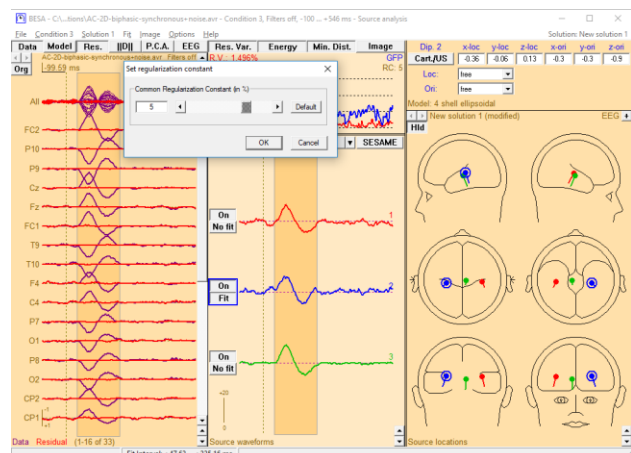 BESA - C:\...\tions\AC-2D-biphasic-synchronous+noise.avr - Condition 3, Filters off, -100 ... +546 ms - Source analysis
File Condition 3 Solution 1 Fit Image Options Help Solution: New solution 1
Data Model Res. ||D|| P.C.A. EEG Res. Var. Energy Min. Dist. Image
Dip. 2 x-loc y-loc z-loc x-ori y-ori z-ori
AC-2D-biphasic-synchronous+noise.avr Filters off R.V.: 1.496% GFP
Cart./US -0.36 -0.06 0.13 -0.3 -0.3 -0.9
Org -99.59 ms RC: 5
Set regularization constant
Loc: free
Ori: free
Common Regularization Constant (in %)
5 Default
Model: 4 shell ellipsoidal
New solution 1 (modified) EEG
Hld
OK Cancel
SESAME
All
FC2
P10
P9
Cz
Fz
FC1
T9
T10
F4
C4
P7
O1
P8
O2
CP2
CP1
On
No fit
1
On
Fit
2
On
No fit
3
+20
0
Data Residual (1-16 of 33) Source waveforms Source locations